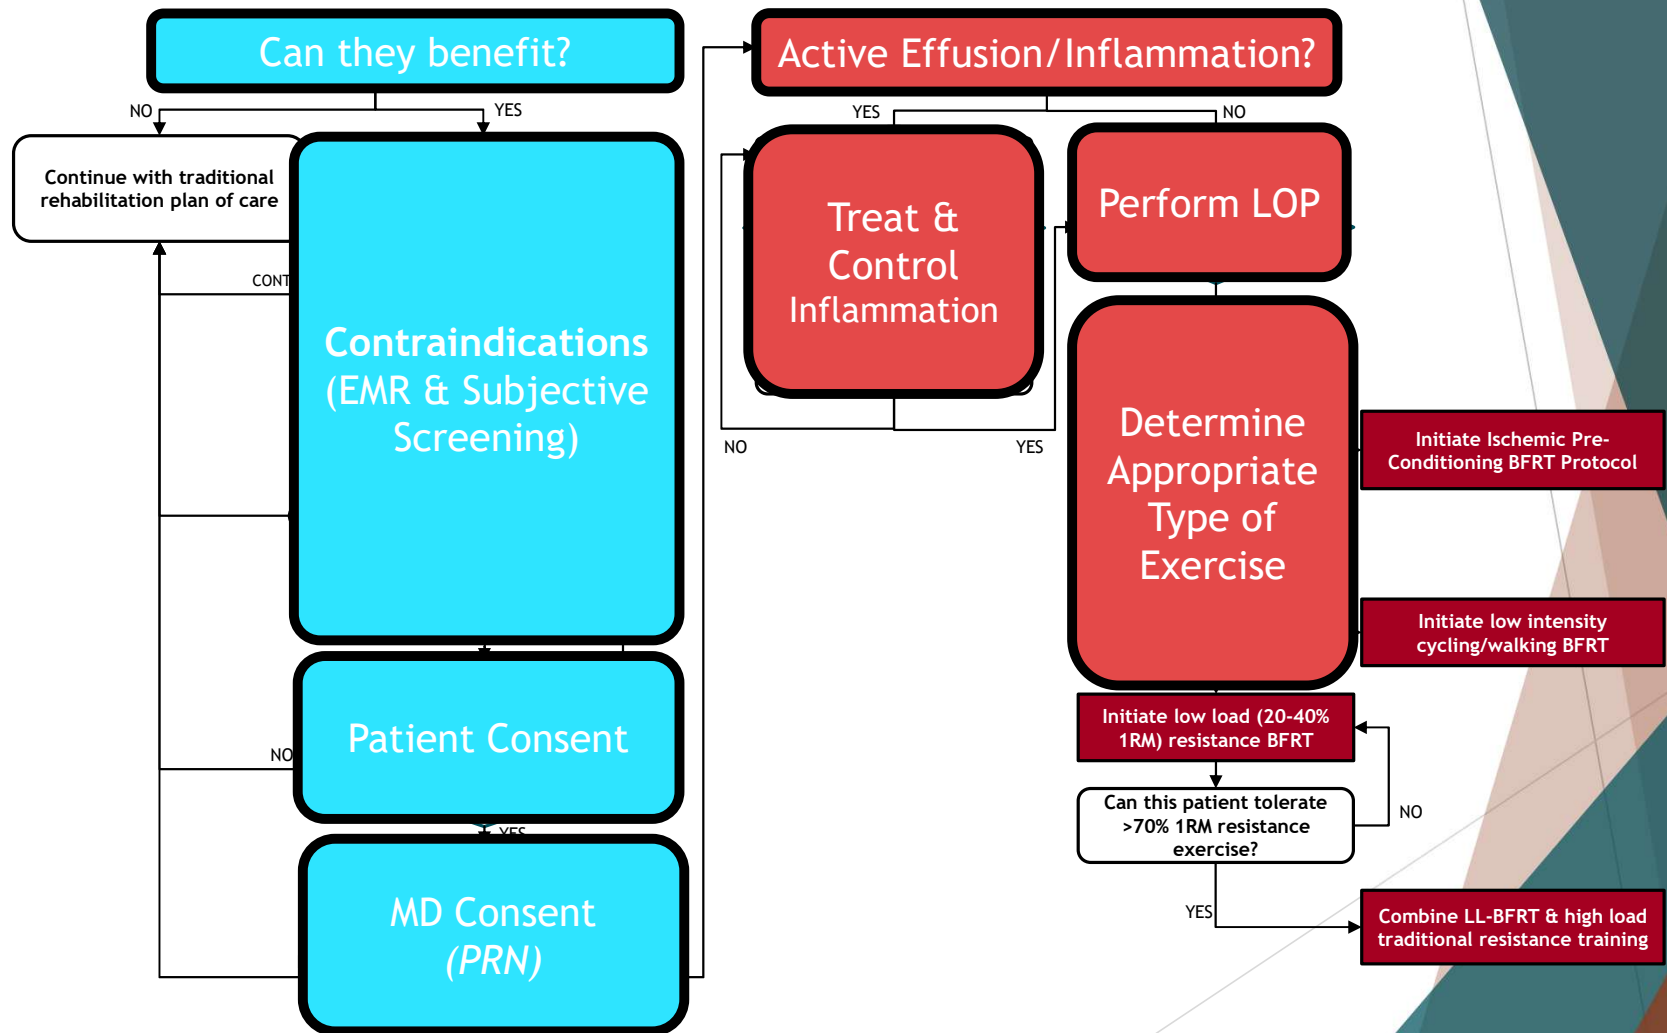 Can they benefit?
NO
YES
Continue with traditional
rehabilitation plan of care
CONT
Contraindications
(EMR & Subjective
Screening)
NO
Patient Consent
YES
MD Consent
(PRN)
Active Effusion/Inflammation?
YES
NO
Treat &
Control
Inflammation
NO
YES
Perform LOP
Determine
Appropriate
Type of
Exercise
Initiate Ischemic Pre-
Conditioning BFRT Protocol
Initiate low intensity
cycling/walking BFRT
Initiate low load (20-40%
1RM) resistance BFRT
Can this patient tolerate
>70% 1RM resistance
exercise?
NO
YES
Combine LL-BFRT & high load
traditional resistance training